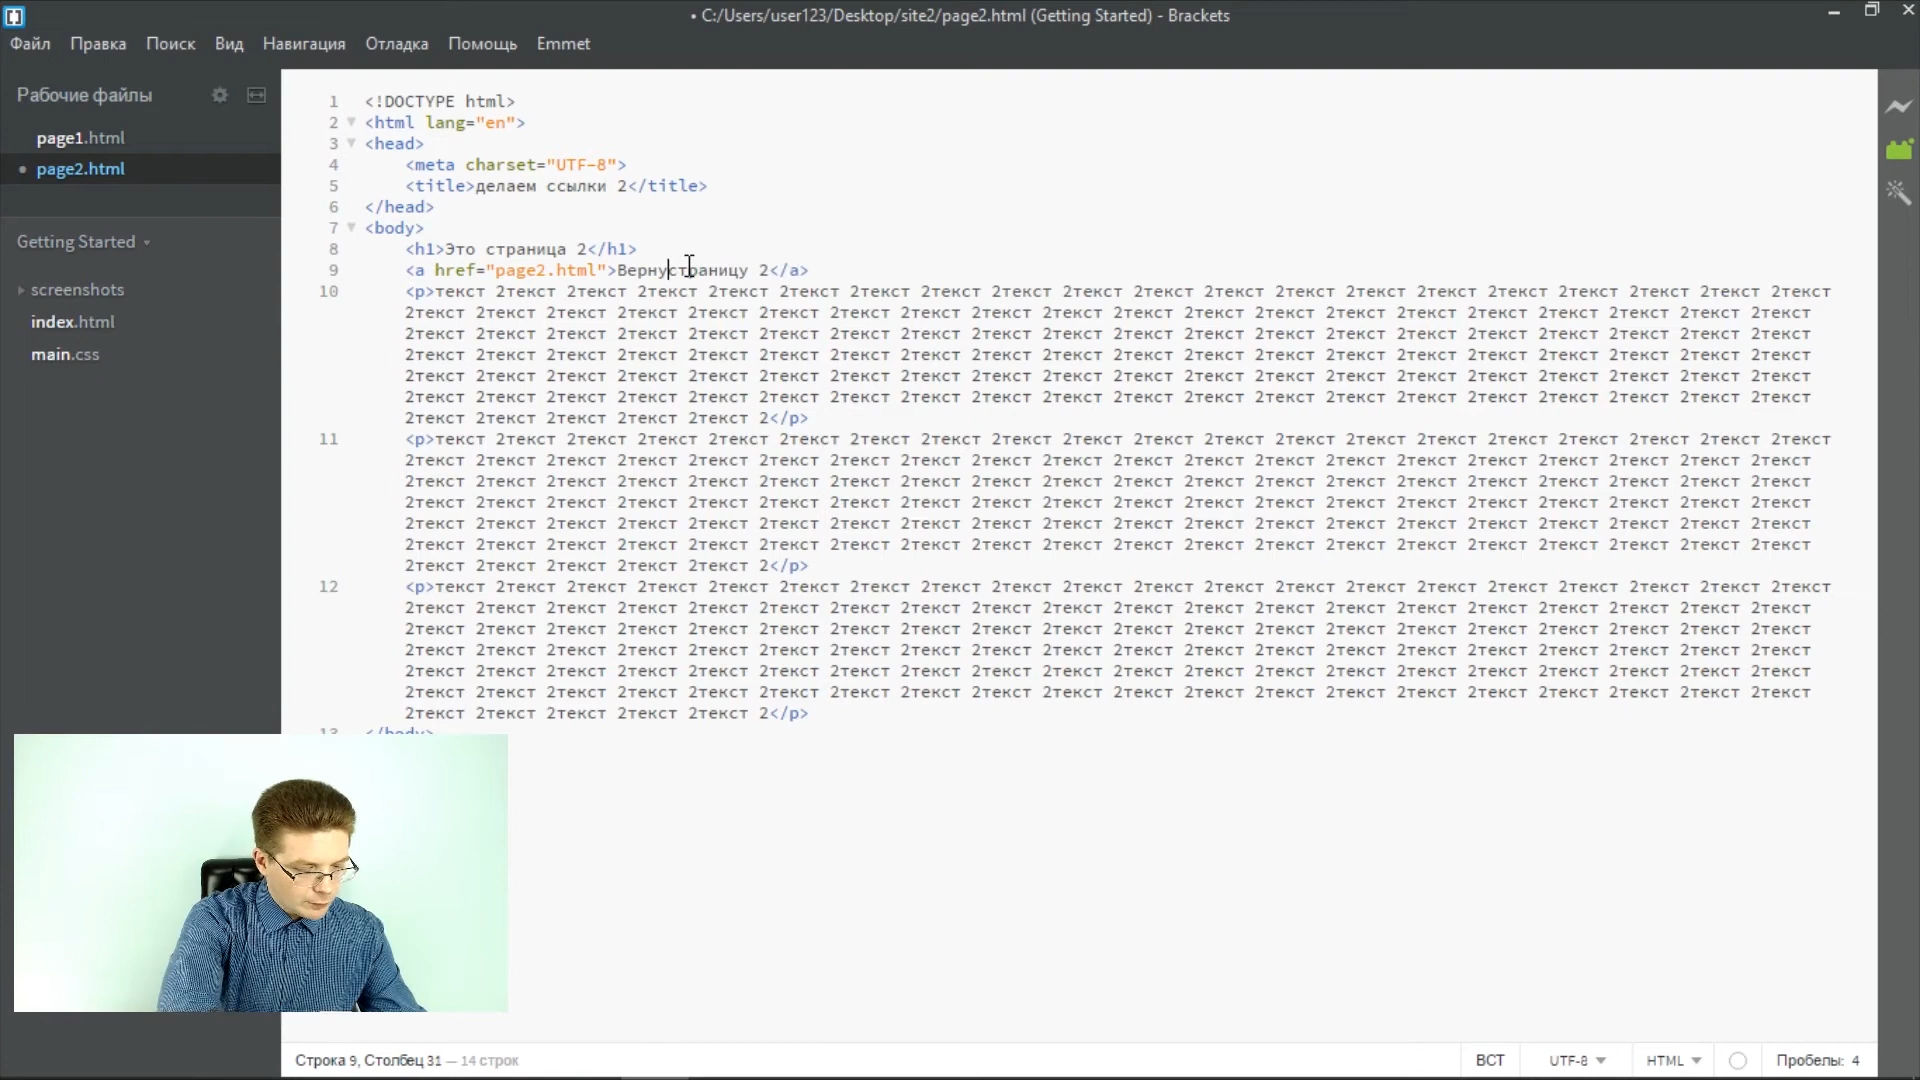 • C:/Users/user123/Desktop/site2/page2.html (Getting Started) - Brackets
Файл Правка Поиск Вид Навигация Отладка Помощь Emmet
Рабочие файлы
page1.html
• page2.html
Getting Started
screenshots
index.html
main.css
1 <!DOCTYPE html>
2 <html lang="en">
3 <head>
4 <meta charset="UTF-8">
5 <title>делаем ссылки 2</title>
6 </head>
7 <body>
8 <h1>Это страница 2</h1>
9 <a href="page2.html">Вернустраницу 2</a>
10 <p>текст 2текст 2текст 2текст 2текст 2текст 2текст 2текст 2текст 2текст 2текст 2текст 2текст 2текст 2текст 2текст 2текст 2текст 2текст 2текст
2текст 2текст 2текст 2текст 2текст 2текст 2текст 2текст 2текст 2текст 2текст 2текст 2текст 2текст 2текст 2текст 2текст 2текст 2текст 2текст
2текст 2текст 2текст 2текст 2текст 2текст 2текст 2текст 2текст 2текст 2текст 2текст 2текст 2текст 2текст 2текст 2текст 2текст 2текст 2текст
2текст 2текст 2текст 2текст 2текст 2текст 2текст 2текст 2текст 2текст 2текст 2текст 2текст 2текст 2текст 2текст 2текст 2текст 2текст 2текст
2текст 2текст 2текст 2текст 2текст 2текст 2текст 2текст 2текст 2текст 2текст 2текст 2текст 2текст 2текст 2текст 2текст 2текст 2текст 2текст
2текст 2текст 2текст 2текст 2текст 2текст 2текст 2текст 2текст 2текст 2текст 2текст 2текст 2текст 2текст 2текст 2текст 2текст 2текст 2текст
2текст 2текст 2текст 2текст 2текст 2</p>
11 <p>текст 2текст 2текст 2текст 2текст 2текст 2текст 2текст 2текст 2текст 2текст 2текст 2текст 2текст 2текст 2текст 2текст 2текст 2текст 2текст
2текст 2текст 2текст 2текст 2текст 2текст 2текст 2текст 2текст 2текст 2текст 2текст 2текст 2текст 2текст 2текст 2текст 2текст 2текст 2текст
2текст 2текст 2текст 2текст 2текст 2текст 2текст 2текст 2текст 2текст 2текст 2текст 2текст 2текст 2текст 2текст 2текст 2текст 2текст 2текст
2текст 2текст 2текст 2текст 2текст 2текст 2текст 2текст 2текст 2текст 2текст 2текст 2текст 2текст 2текст 2текст 2текст 2текст 2текст 2текст
2текст 2текст 2текст 2текст 2текст 2текст 2текст 2текст 2текст 2текст 2текст 2текст 2текст 2текст 2текст 2текст 2текст 2текст 2текст 2текст
2текст 2текст 2текст 2текст 2текст 2текст 2текст 2текст 2текст 2текст 2текст 2текст 2текст 2текст 2текст 2текст 2текст 2текст 2текст 2текст
2текст 2текст 2текст 2текст 2текст 2</p>
12 <p>текст 2текст 2текст 2текст 2текст 2текст 2текст 2текст 2текст 2текст 2текст 2текст 2текст 2текст 2текст 2текст 2текст 2текст 2текст 2текст
2текст 2текст 2текст 2текст 2текст 2текст 2текст 2текст 2текст 2текст 2текст 2текст 2текст 2текст 2текст 2текст 2текст 2текст 2текст 2текст
2текст 2текст 2текст 2текст 2текст 2текст 2текст 2текст 2текст 2текст 2текст 2текст 2текст 2текст 2текст 2текст 2текст 2текст 2текст 2текст
2текст 2текст 2текст 2текст 2текст 2текст 2текст 2текст 2текст 2текст 2текст 2текст 2текст 2текст 2текст 2текст 2текст 2текст 2текст 2текст
2текст 2текст 2текст 2текст 2текст 2текст 2текст 2текст 2текст 2текст 2текст 2текст 2текст 2текст 2текст 2текст 2текст 2текст 2текст 2текст
2текст 2текст 2текст 2текст 2текст 2текст 2текст 2текст 2текст 2текст 2текст 2текст 2текст 2текст 2текст 2текст 2текст 2текст 2текст 2текст
2текст 2текст 2текст 2текст 2текст 2</p>
13 </body>
Строка 9, Столбец 31 — 14 строк
ВСТ UTF-8 HTML Пробелы: 4